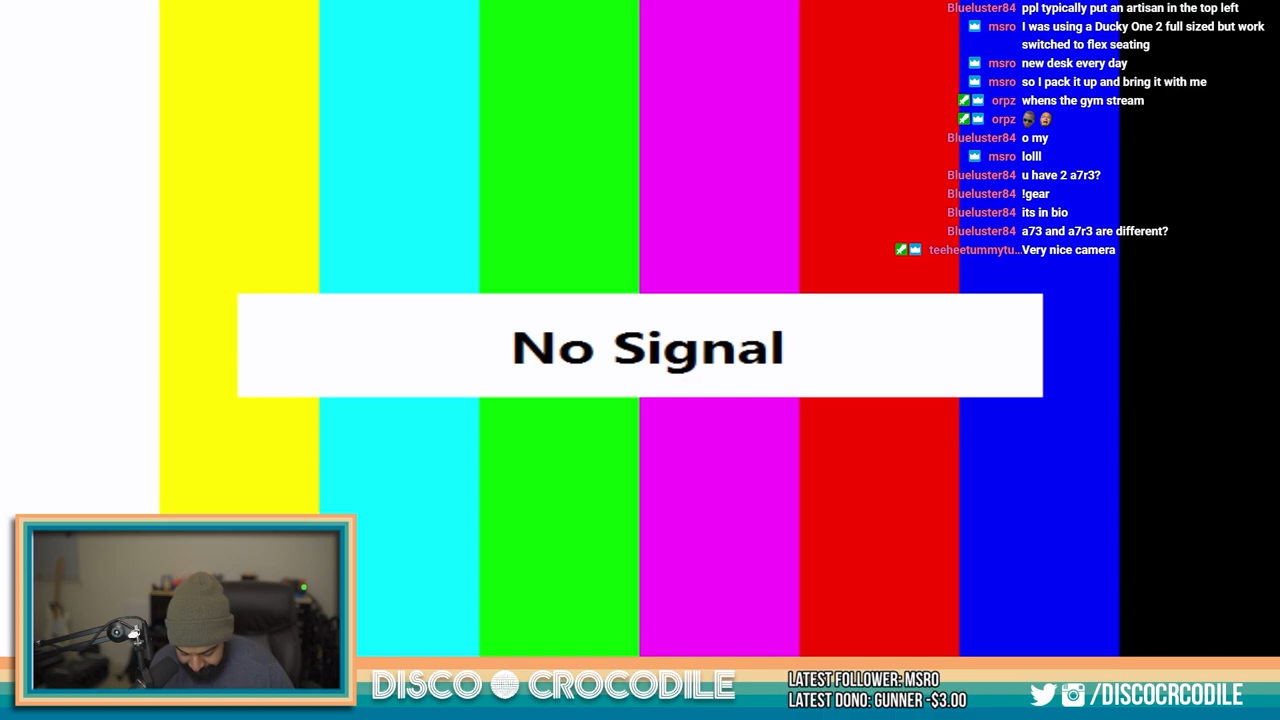 Blueluster84 ppl typically put an artisan in the top left
msro I was using a Ducky One 2 full sized but work
switched to flex seating
msro new desk every day
msro so I pack it up and bring it with me
orpz whens the gym stream
orpz
Blueluster84 o my
msro lolll
Blueluster84 u have 2 a7r3?
Blueluster84 !gear
Blueluster84 its in bio
Blueluster84 a73 and a7r3 are different?
teeheetummytu... Very nice camera
No Signal
DISCO CROCODILE
LATEST FOLLOWER: MSRO
LATEST DONO: GUNNER -$3.00
/DISCOCRCODILE